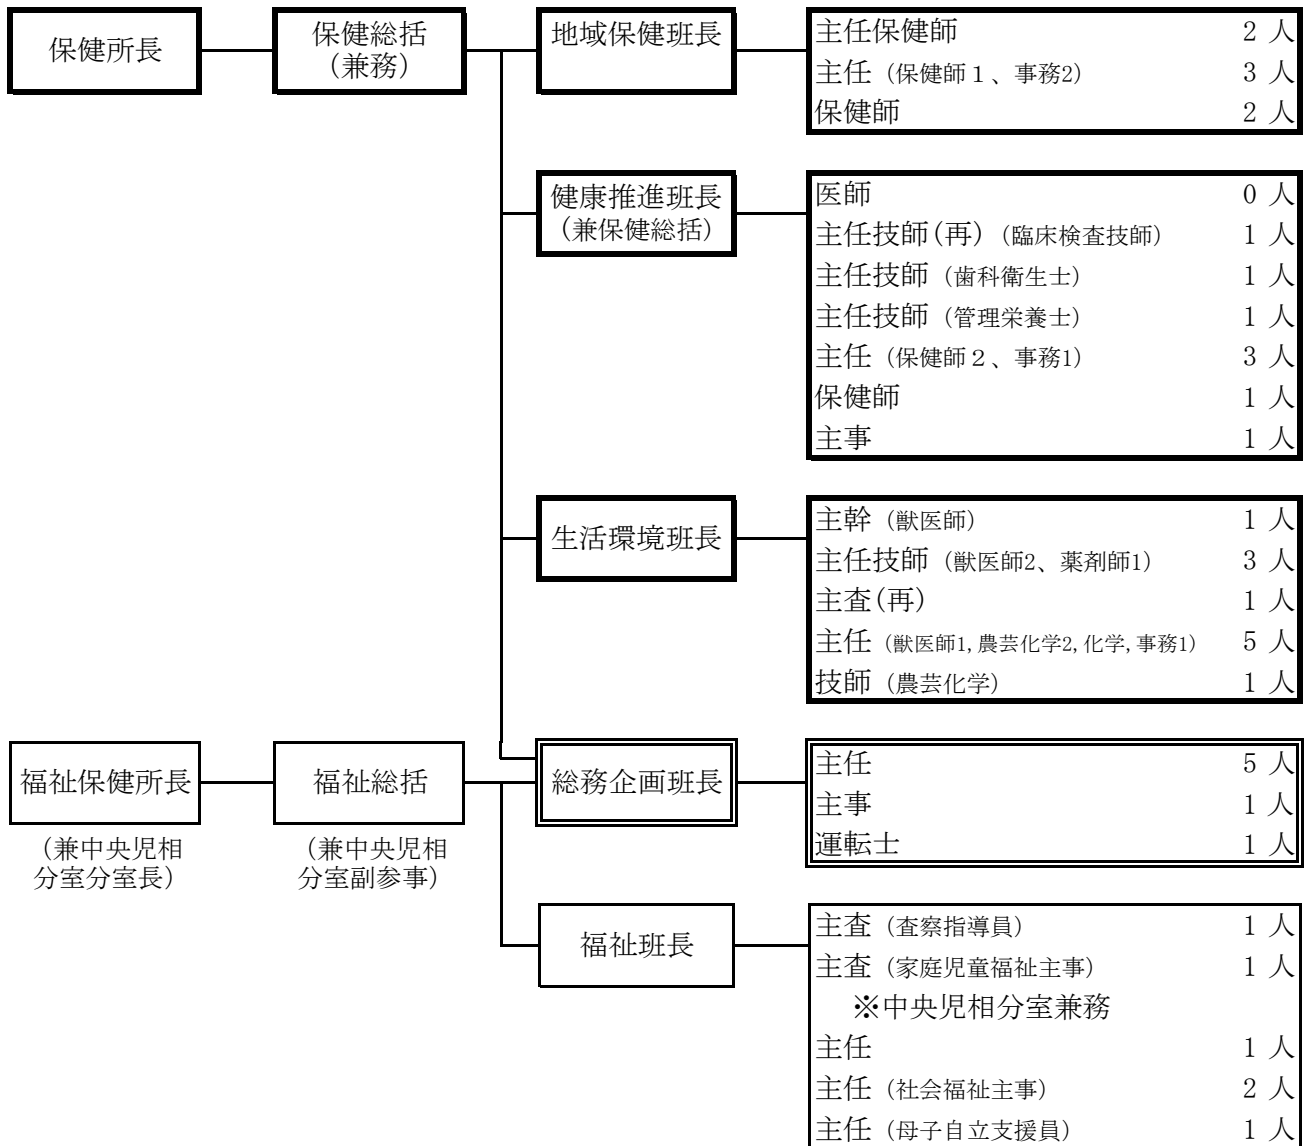 保健所長
保健総括
（兼務）
地域保健班長
主任保健師 2 人
主任（保健師１、事務2） 3 人
保健師 2 人
健康推進班長
（兼保健総括）
医師 0 人
主任技師(再)（臨床検査技師） 1 人
主任技師（歯科衛生士） 1 人
主任技師（管理栄養士） 1 人
主任（保健師２、事務1） 3 人
保健師 1 人
主事 1 人
生活環境班長
主幹（獣医師） 1 人
主任技師（獣医師2、薬剤師1） 3 人
主査(再) 1 人
主任（獣医師1,農芸化学2,化学,事務1） 5 人
技師（農芸化学） 1 人
福祉保健所長
（兼中央児相
分室分室長）
福祉総括
（兼中央児相
分室副参事）
総務企画班長
主任 5 人
主事 1 人
運転士 1 人
福祉班長
主査（査察指導員） 1 人
主査（家庭児童福祉主事） 1 人
※中央児相分室兼務
主任 1 人
主任（社会福祉主事） 2 人
主任（母子自立支援員） 1 人